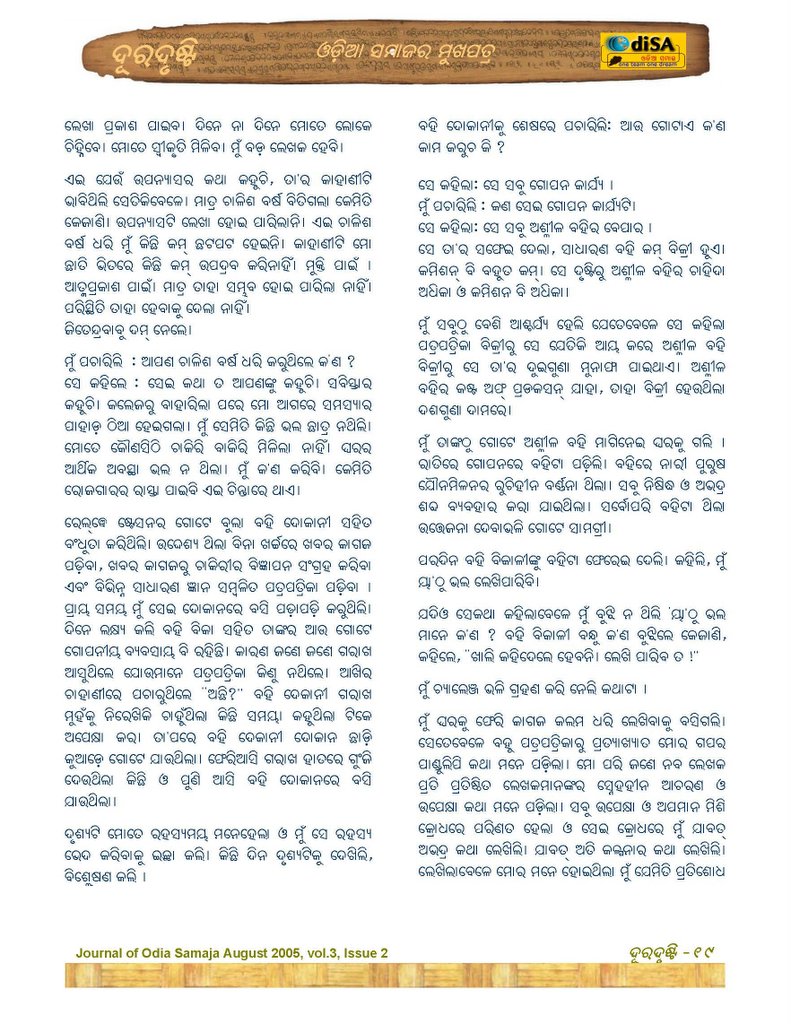 ଦୂରଦୃଷ୍ଟି
ଓଡ଼ିଆ ସମାଜର ମୁଖପତ୍ର
OdiSA
ଓଡ଼ିଆ ସମାଜ
one team one dream
ଲେଖା ପ୍ରକାଶ ପାଇବ। ଦିନେ ନା ଦିନେ ମୋତେ ଲୋକେ
ଚିହ୍ନିବେ। ମୋତେ ସ୍ୱୀକୃତି ମିଳିବ। ମୁଁ ବଡ଼ ଲେଖକ ହେବି।
ଏଇ ଯେଉଁ ଉପନ୍ୟାସର କଥା କହୁଚି, ତା'ର କାହାଣୀଟି
ଭାବିଥିଲି ସେତିକିବେଳେ। ମାତ୍ର ଚାଳିଶ ବର୍ଷ ବିତିଗଲା କେମିତି
କେଜାଣି। ଉପନ୍ୟାସଟି ଲେଖା ହୋଇ ପାରିଲାନି। ଏଇ ଚାଳିଶ
ବର୍ଷ ଧରି ମୁଁ କିଛି କମ୍ ଛଟପଟ ହେଇନି। କାହାଣୀଟି ମୋ
ଛାତି ଭିତରେ କିଛି କମ୍ ଉପଦ୍ରବ କରିନାହିଁ। ମୁକ୍ତି ପାଇଁ ।
ଆତ୍ମପ୍ରକାଶ ପାଇଁ। ମାତ୍ର ତାହା ସମ୍ଭବ ହୋଇ ପାରିଲା ନାହିଁ।
ପରିସ୍ଥିତି ତାହା ହେବାକୁ ଦେଲା ନାହିଁ।
ଜିତେନ୍ଦ୍ରବାବୁ ଦମ୍ ନେଲେ।
ମୁଁ ପଚାରିଲି : ଆପଣ ଚାଳିଶ ବର୍ଷ ଧରି କରୁଥିଲେ କ'ଣ ?
ସେ କହିଲେ : ସେଇ କଥା ତ ଆପଣଙ୍କୁ କହୁଚି। ସବିସ୍ତାର
କହୁଚି। କଲେଜରୁ ବାହାରିଲା ପରେ ମୋ ଆଗରେ ସମସ୍ୟାର
ପାହାଡ଼ ଠିଆ ହେଇଗଲା। ମୁଁ ସେମିତି କିଛି ଭଲ ଛାତ୍ର ନଥିଲି।
ମୋତେ କୌଣସିଠି ଚାକିରି ବାକିରି ମିଳିଲା ନାହିଁ। ଘରର
ଆର୍ଥିକ ଅବସ୍ଥା ଭଲ ନ ଥିଲା। ମୁଁ କ'ଣ କରିବି। କେମିତି
ରୋଜଗାରର ରାସ୍ତା ପାଇବି ଏଇ ଚିନ୍ତାରେ ଥାଏ।
ରେଲୱେ ଷ୍ଟେସନର ଗୋଟେ ବୁଲା ବହି ଦୋକାନୀ ସହିତ
ବଂଧୁତା କରିଥିଲି। ଉଦ୍ଦେଶ୍ୟ ଥିଲା ବିନା ଖର୍ଚ୍ଚରେ ଖବର କାଗଜ
ପଢ଼ିବା, ଖବର କାଗଜରୁ ଚାକିରୀର ବିଜ୍ଞାପନ ସଂଗ୍ରହ କରିବା
ଏବଂ ବିଭିନ୍ନ ସାଧାରଣ ଜ୍ଞାନ ସମ୍ବଳିତ ପତ୍ରପତ୍ରିକା ପଢ଼ିବା ।
ପ୍ରାୟ ସମୟ ମୁଁ ସେଇ ଦୋକାନରେ ବସି ପଢ଼ାପଢ଼ି କରୁଥିଲି।
ଦିନେ ଲକ୍ଷ୍ୟ କଲି ବହି ବିକା ସହିତ ତାଙ୍କର ଆଉ ଗୋଟେ
ଗୋପନୀୟ ବ୍ୟବସାୟ ବି ରହିଛି। କାରଣ ଜଣେ ଜଣେ ଗରାଖ
ଆସୁଥିଲେ ଯୋଉମାନେ ପତ୍ରପତ୍ରିକା କିଣୁ ନଥିଲେ। ଆଖିର
ଚାହାଣୀରେ ପଚାରୁଥିଲେ "ଅଛି?" ବହି ଦେକାନୀ ଗରାଖ
ମୁହଁକୁ ନିରେଖିକି ଚାହୁଁଥିଲା କିଛି ସମୟ। କହୁଥିଲା ଟିକେ
ଅପେକ୍ଷା କର। ତା'ପରେ ବହି ଦେକାନୀ ଦୋକାନ ଛାଡ଼ି
କୁଆଡ଼େ ଗୋଟେ ଯାଉଥିଲା। ଫେରିଆସି ଗରାଖ ହାତରେ ଗୁଂଜି
ଦେଉଥିଲା କିଛି ଓ ପୁଣି ଆସି ବହି ଦୋକାନରେ ବସି
ଯାଉଥିଲା।
ଦୃଶ୍ୟଟି ମୋତେ ରହସ୍ୟମୟ ମନେହେଲା ଓ ମୁଁ ସେ ରହସ୍ୟ
ଭେଦ କରିବାକୁ ଇଚ୍ଛା କଲି। କିଛି ଦିନ ଦୃଶ୍ୟଟିକୁ ଦେଖିଲି,
ବିଶ୍ଲେଷଣ କଲି ।
ବହି ଦୋକାନୀକୁ ଶେଷରେ ପଚାରିଲି: ଆଉ ଗୋଟାଏ କ'ଣ
କାମ କରୁଚ କି ?
ସେ କହିଲା: ସେ ସବୁ ଗୋପନ କାର୍ଯ୍ୟ ।
ମୁଁ ପଚାରିଲି : କଣ ସେଇ ଗୋପନ କାର୍ଯ୍ୟଟି।
ସେ କହିଲା: ସେ ସବୁ ଅଶ୍ଳୀଳ ବହିର ବେପାର ।
ସେ ତା'ର ସଫେଇ ଦେଲା, ସାଧାରଣ ବହି କମ୍ ବିକ୍ରୀ ହୁଏ।
କମିଶନ୍ ବି ବହୁତ କମ୍। ସେ ଦୃଷ୍ଟିରୁ ଅଶ୍ଳୀଳ ବହିର ଚାହିଦା
ଅଧିକା ଓ କମିଶନ ବି ଅଧିକା।
ମୁଁ ସବୁଠୁ ବେଶି ଆଶ୍ଚର୍ଯ୍ୟ ହେଲି ଯେତେବେଳେ ସେ କହିଲା
ପତ୍ରପତ୍ରିକା ବିକ୍ରୀରୁ ସେ ଯେତିକି ଆୟ କରେ ଅଶ୍ଳୀଳ ବହି
ବିକ୍ରୀରୁ ସେ ତା'ର ଦୁଇଗୁଣା ମୁନାଫା ପାଇଥାଏ। ଅଶ୍ଳୀଳ
ବହିର କଷ୍ଟ ଅଫ୍ ପ୍ରଡକସନ୍ ଯାହା, ତାହା ବିକ୍ରୀ ହେଉଥିଲା
ଦଶଗୁଣା ଦାମରେ।
ମୁଁ ତାଙ୍କଠୁ ଗୋଟେ ଅଶ୍ଳୀଳ ବହି ମାଗିନେଇ ଘରକୁ ଗଲି ।
ରାତିରେ ଗୋପନରେ ବହିଟା ପଢ଼ିଲି। ବହିରେ ନାରୀ ପୁରୁଷ
ଯୌନମିଳନର ରୁଚିହୀନ ବର୍ଣ୍ଣନା ଥିଲା। ସବୁ ନିଷିଦ୍ଧ ଓ ଅଭଦ୍ର
ଶବ୍ଦ ବ୍ୟବହାର କରା ଯାଇଥିଲା। ସର୍ବୋପରି ବହିଟା ଥିଲା
ଉତ୍ତେଜନା ଦେବାଭଳି ଗୋଟେ ସାମଗ୍ରୀ।
ପରଦିନ ବହି ବିକାଳୀଙ୍କୁ ବହିଟା ଫେରେଇ ଦେଲି। କହିଲି, ମୁଁ
ୟା'ଠୁ ଭଲ ଲେଖିପାରିବି।
ଯଦିଓ ସେକଥା କହିଲାବେଳେ ମୁଁ ବୁଝି ନ ଥିଲି 'ୟା'ଠୁ ଭଲ
ମାନେ କ'ଣ ? ବହି ବିକାଳୀ ବନ୍ଧୁ କ'ଣ ବୁଝିଲେ କେଜାଣି,
କହିଲେ, "ଖାଲି କହିଦେଲେ ହେବନି। ଲେଖି ପାରିବ ତ !"
ମୁଁ ଚ୍ୟାଲେଞ୍ଜ ଭଳି ଗ୍ରହଣ କରି ନେଲି କଥାଟା ।
ମୁଁ ଘରକୁ ଫେରି କାଗଜ କଲମ ଧରି ଲେଖିବାକୁ ବସିଗଲି।
ସେତେବେଳେ ବହୁ ପତ୍ରପତ୍ରିକାରୁ ପ୍ରତ୍ୟାଖ୍ୟାତ ମୋର ଗପର
ପାଣ୍ଡୁଲିପି କଥା ମନେ ପଡ଼ିଲା। ମୋ ପରି ଜଣେ ନବ ଲେଖକ
ପ୍ରତି ପ୍ରତିଷ୍ଠିତ ଲେଖକମାନଙ୍କର ସ୍ନେହହୀନ ଆଚରଣ ଓ
ଉପେକ୍ଷା କଥା ମନେ ପଡ଼ିଲା। ସବୁ ଉପେକ୍ଷା ଓ ଅପମାନ ମିଶି
କ୍ରୋଧରେ ପରିଣତ ହେଲା ଓ ସେଇ କ୍ରୋଧରେ ମୁଁ ଯାବତ୍
ଅଭଦ୍ର କଥା ଲେଖିଲି। ଯାବତ୍ ଅତି କଳ୍ପନାର କଥା ଲେଖିଲି।
ଲେଖିଲାବେଳେ ମୋର ମନେ ହୋଇଥିଲା ମୁଁ ଯେମିତି ପ୍ରତିଶୋଧ
Journal of Odia Samaja August 2005, vol.3, Issue 2
ଦୂରଦୃଷ୍ଟି - ୧୯